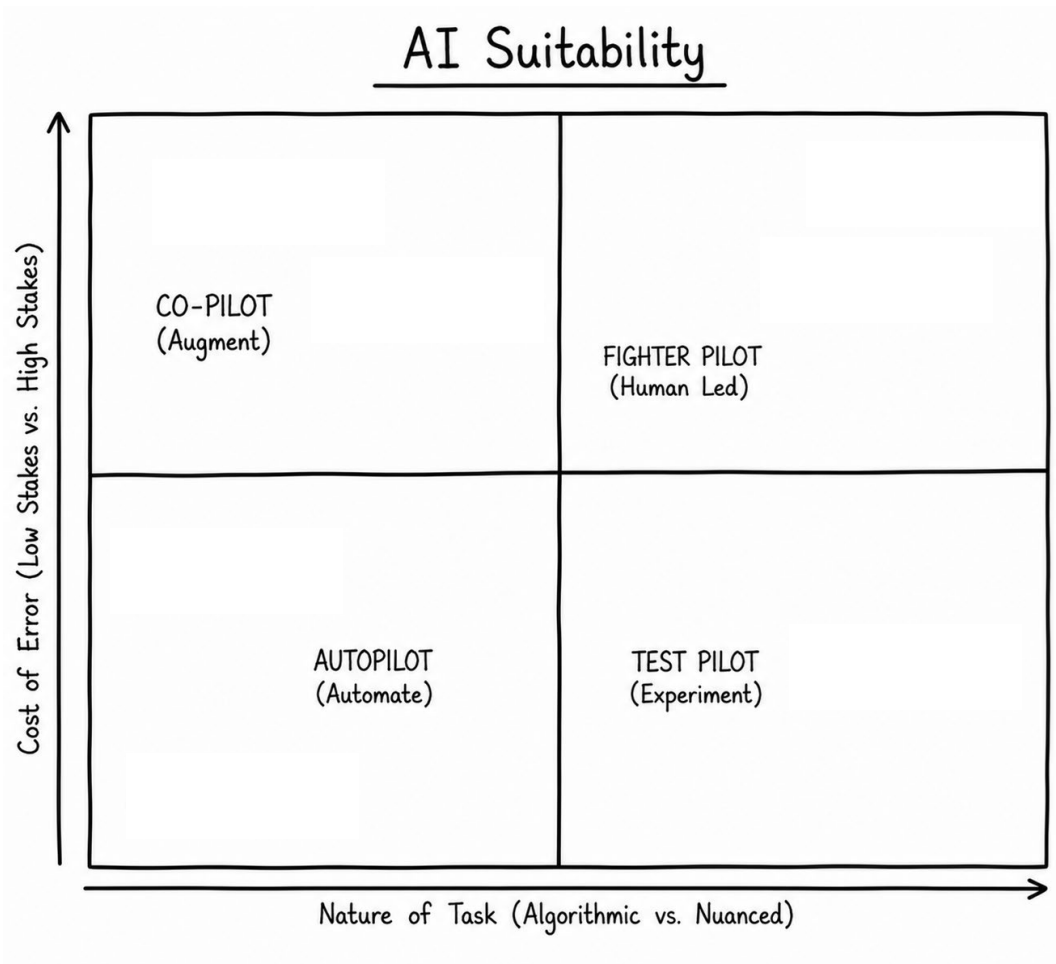 AI Suitability
Cost of Error (Low Stakes vs. High Stakes)
CO-PILOT
(Augment)
FIGHTER PILOT
(Human Led)
AUTOPILOT
(Automate)
TEST PILOT
(Experiment)
Nature of Task (Algorithmic vs. Nuanced)